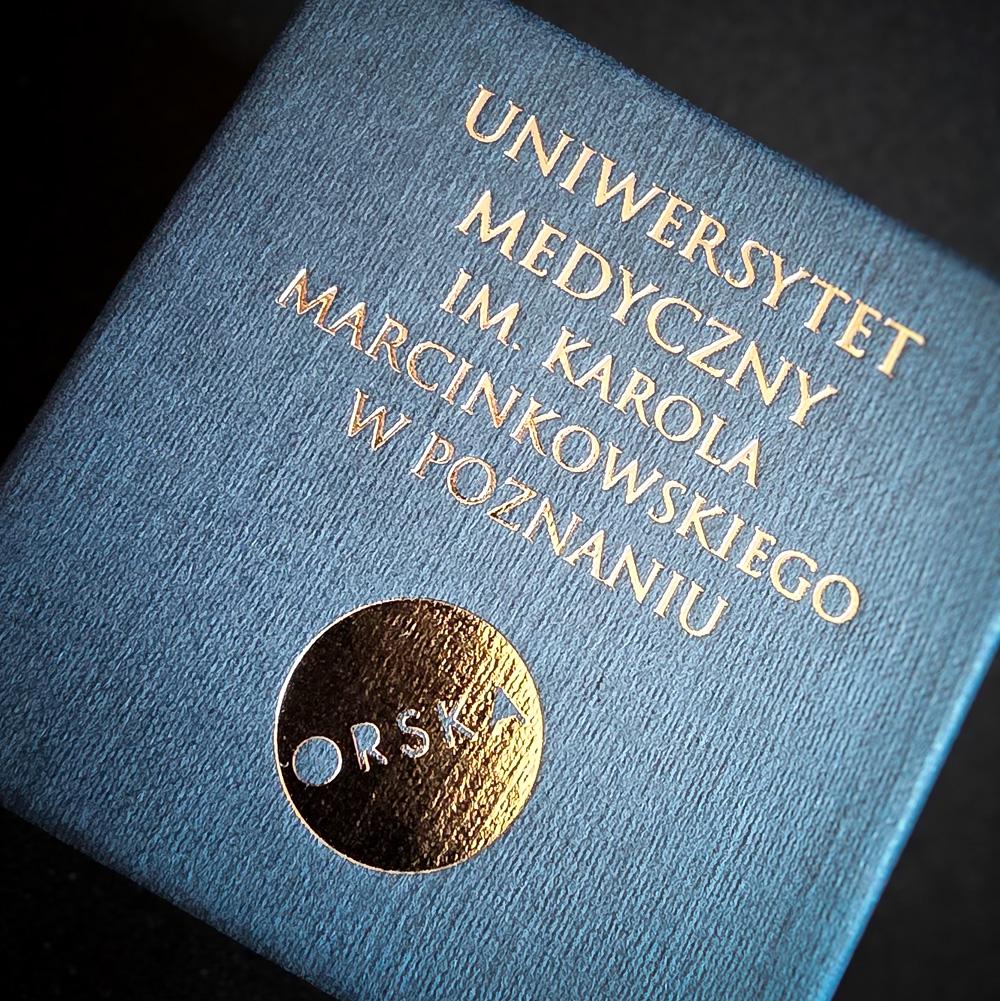 UNIWERSYTET
MEDYCZNY
IM. KAROLA
MARCINKOWSKIEGO
W POZNANIU
ORSKA